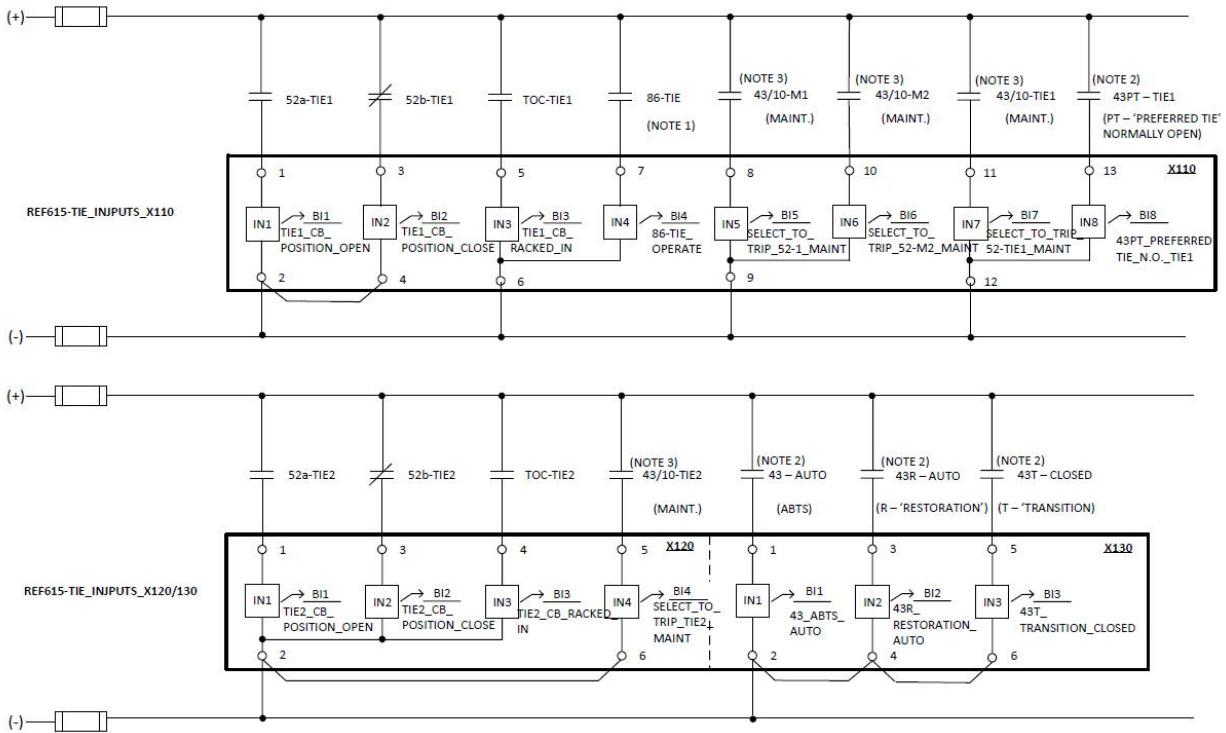 (+)
52a-TIE1
52b-TIE1
TOC-TIE1
86-TIE
(NOTE 1)
(NOTE 3)
43/10-M1
(MAINT.)
(NOTE 3)
43/10-M2
(MAINT.)
(NOTE 3)
43/10-TIE1
(MAINT.)
(NOTE 2)
43PT – TIE1
(PT – 'PREFERRED TIE'
NORMALLY OPEN)
REF615-TIE_INJPUTS_X110
X110
1
3
5
7
8
10
11
13
IN1
BI1
TIE1_CB_
POSITION_OPEN
IN2
BI2
TIE1_CB_
POSITION_CLOSE
IN3
BI3
TIE1_CB_
RACKED_IN
IN4
BI4
86-TIE_
OPERATE
IN5
BI5
SELECT_TO_
TRIP_52-1_MAINT
IN6
BI6
SELECT_TO_
TRIP_52-M2_MAINT
IN7
BI7
SELECT_TO_TRIP_
52-TIE1_MAINT
IN8
BI8
43PT_PREFERRED
TIE_N.O._TIE1
2
4
6
9
12
(-)
(+)
52a-TIE2
52b-TIE2
TOC-TIE2
(NOTE 3)
43/10-TIE2
(MAINT.)
(NOTE 2)
43 – AUTO
(ABTS)
(NOTE 2)
43R – AUTO
(R – 'RESTORATION')
(NOTE 2)
43T – CLOSED
(T – 'TRANSITION)
REF615-TIE_INJPUTS_X120/130
X120
X130
1
3
4
5
1
3
5
IN1
BI1
TIE2_CB_
POSITION_OPEN
IN2
BI2
TIE2_CB_
POSITION_CLOSE
IN3
BI3
TIE2_CB_RACKED_
IN
IN4
BI4
SELECT_TO_
TRIP_TIE2_
MAINT
IN1
BI1
43_ABTS_
AUTO
IN2
BI2
43R_
RESTORATION_
AUTO
IN3
BI3
43T_
TRANSITION_CLOSED
2
6
2
4
6
(-)